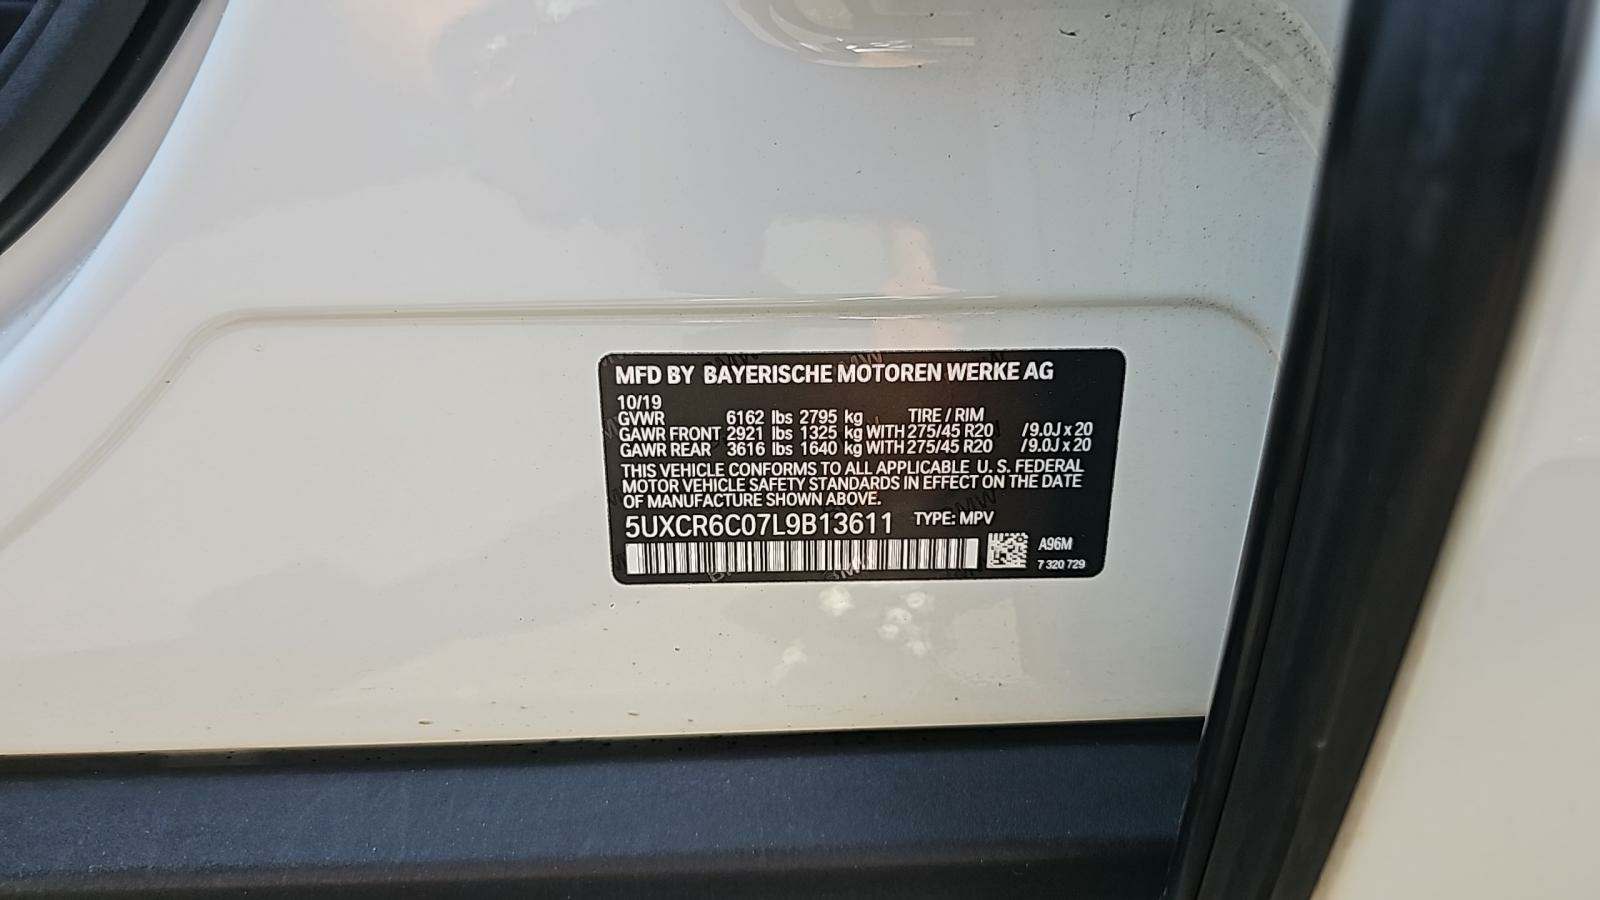 MFD BY BAYERISCHE MOTOREN WERKE AG
10/19
GVWR 6162 lbs 2795 kg TIRE / RIM
GAWR FRONT 2921 lbs 1325 kg WITH 275/45 R20 /9.0J x 20
GAWR REAR 3616 lbs 1640 kg WITH 275/45 R20 /9.0J x 20
THIS VEHICLE CONFORMS TO ALL APPLICABLE U. S. FEDERAL
MOTOR VEHICLE SAFETY STANDARDS IN EFFECT ON THE DATE
OF MANUFACTURE SHOWN ABOVE.
5UXCR6C07L9B13611 TYPE: MPV
A96M
7 320 729